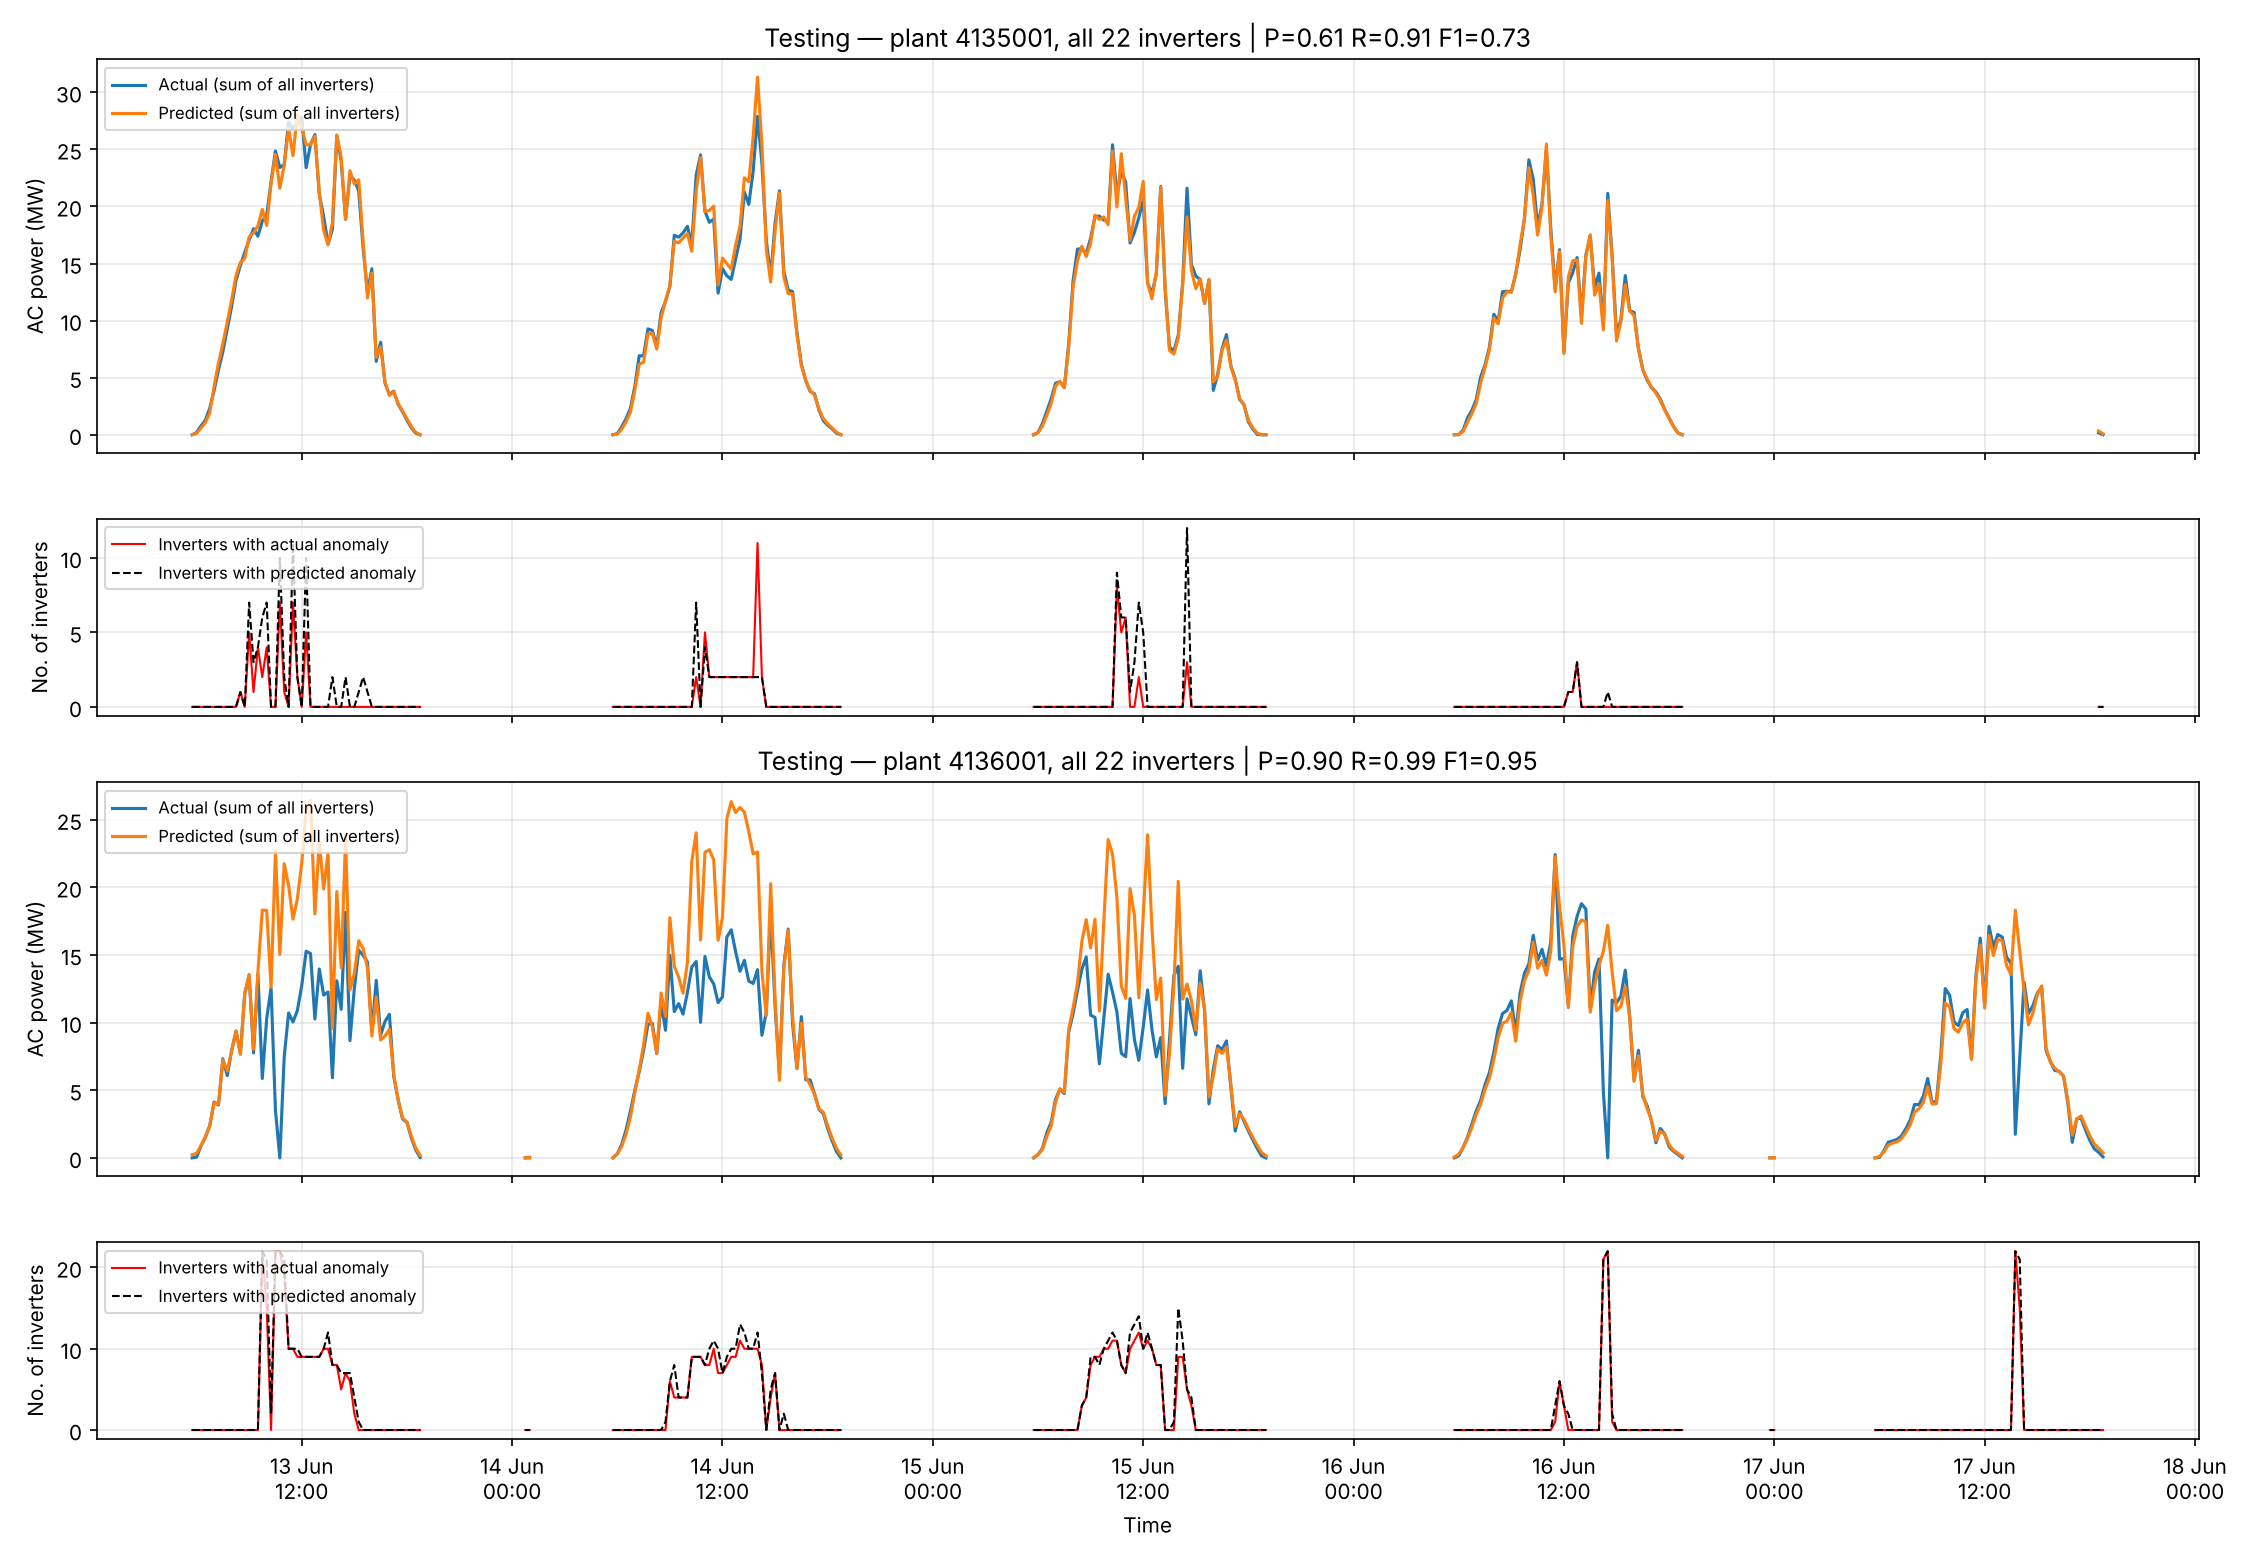 Testing — plant 4135001, all 22 inverters | P=0.61 R=0.91 F1=0.73
Actual (sum of all inverters)
Predicted (sum of all inverters)
AC power (MW)
30
25
20
15
10
5
0
Inverters with actual anomaly
Inverters with predicted anomaly
No. of inverters
10
5
0
Testing — plant 4136001, all 22 inverters | P=0.90 R=0.99 F1=0.95
Actual (sum of all inverters)
Predicted (sum of all inverters)
AC power (MW)
25
20
15
10
5
0
Inverters with actual anomaly
Inverters with predicted anomaly
No. of inverters
20
10
0
13 Jun 14 Jun 14 Jun 15 Jun 15 Jun 16 Jun 16 Jun 17 Jun 17 Jun 18 Jun
12:00 00:00 12:00 00:00 12:00 00:00 12:00 00:00 12:00 00:00
Time